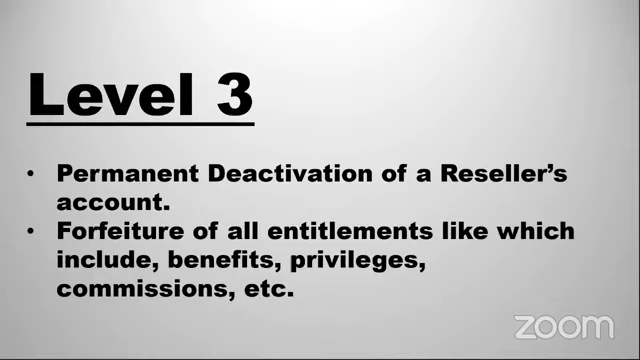 Level 3
• Permanent Deactivation of a Reseller's
account.
• Forfeiture of all entitlements like which
include, benefits, privileges,
commissions, etc.
zoom